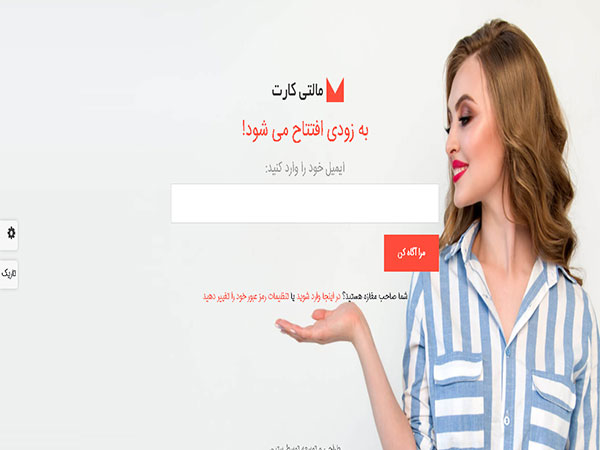 مالتی کارت
به زودی افتتاح می شود!
ایمیل خود را وارد کنید:
مرا آگاه کن
تاریک
شما صاحب مغازه هستید؟ در اینجا وارد شوید یا تنظیمات رمز عبور خود را تغییر دهید